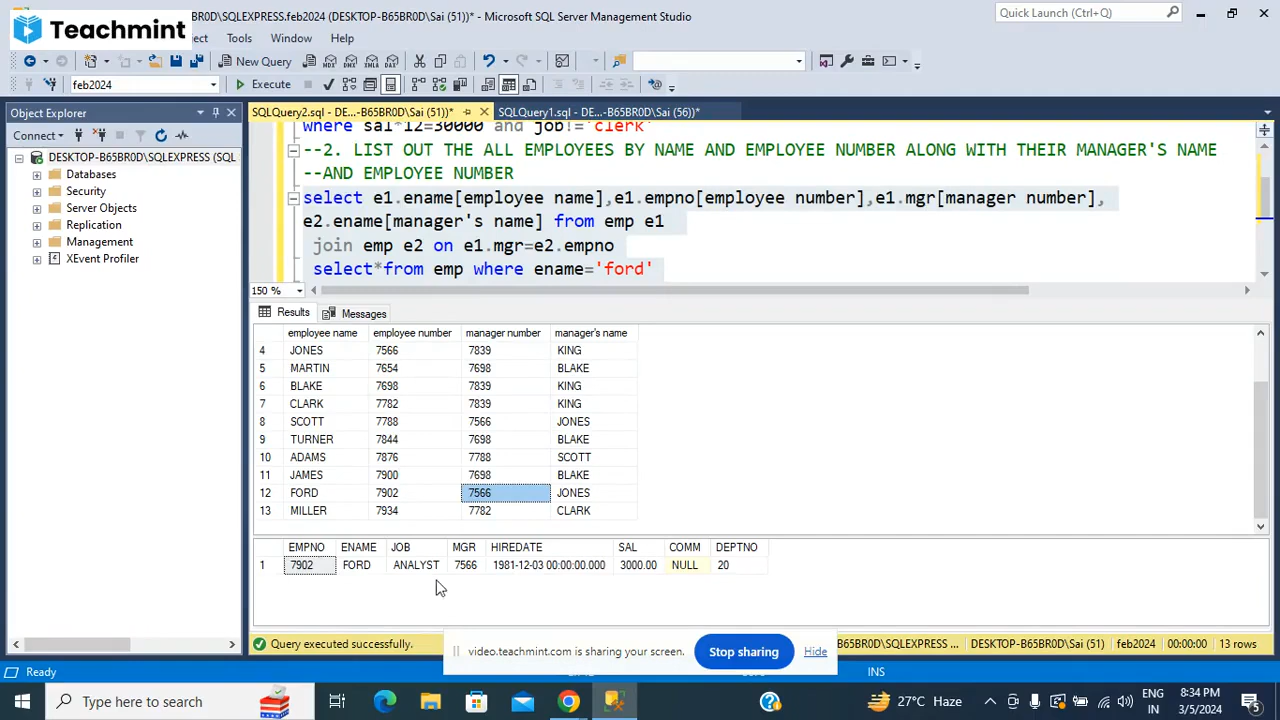 Teachmint
-B65BR0D\SQLEXPRESS.feb2024 (DESKTOP-B65BR0D\Sai (51))* - Microsoft SQL Server Management Studio
Quick Launch (Ctrl+Q)
Tools Window Help
New Query
feb2024 Execute
Object Explorer
SQLQuery2.sql - DE...-B65BR0D\Sai (51))* SQLQuery1.sql - DE...-B65BR0D\Sai (56))*
Connect
DESKTOP-B65BR0D\SQLEXPRESS (SQL
Databases
Security
Server Objects
Replication
Management
XEvent Profiler
where sal*12=30000 and job!='clerk'
--2. LIST OUT THE ALL EMPLOYEES BY NAME AND EMPLOYEE NUMBER ALONG WITH THEIR MANAGER'S NAME
--AND EMPLOYEE NUMBER
select e1.ename[employee name],e1.empno[employee number],e1.mgr[manager number],
e2.ename[manager's name] from emp e1
join emp e2 on e1.mgr=e2.empno
select*from emp where ename='ford'
150 %
Results Messages
employee name employee number manager number manager's name
4 JONES 7566 7839 KING
5 MARTIN 7654 7698 BLAKE
6 BLAKE 7698 7839 KING
7 CLARK 7782 7839 KING
8 SCOTT 7788 7566 JONES
9 TURNER 7844 7698 BLAKE
10 ADAMS 7876 7788 SCOTT
11 JAMES 7900 7698 BLAKE
12 FORD 7902 7566 JONES
13 MILLER 7934 7782 CLARK
EMPNO ENAME JOB MGR HIREDATE SAL COMM DEPTNO
1 7902 FORD ANALYST 7566 1981-12-03 00:00:00.000 3000.00 NULL 20
Query executed successfully.
B65BR0D\SQLEXPRESS DESKTOP-B65BR0D\Sai (51) feb2024 00:00:00 13 rows
video.teachmint.com is sharing your screen. Stop sharing Hide
Ready
INS
Type here to search
27°C Haze
ENG
IN
8:34 PM
3/5/2024
5